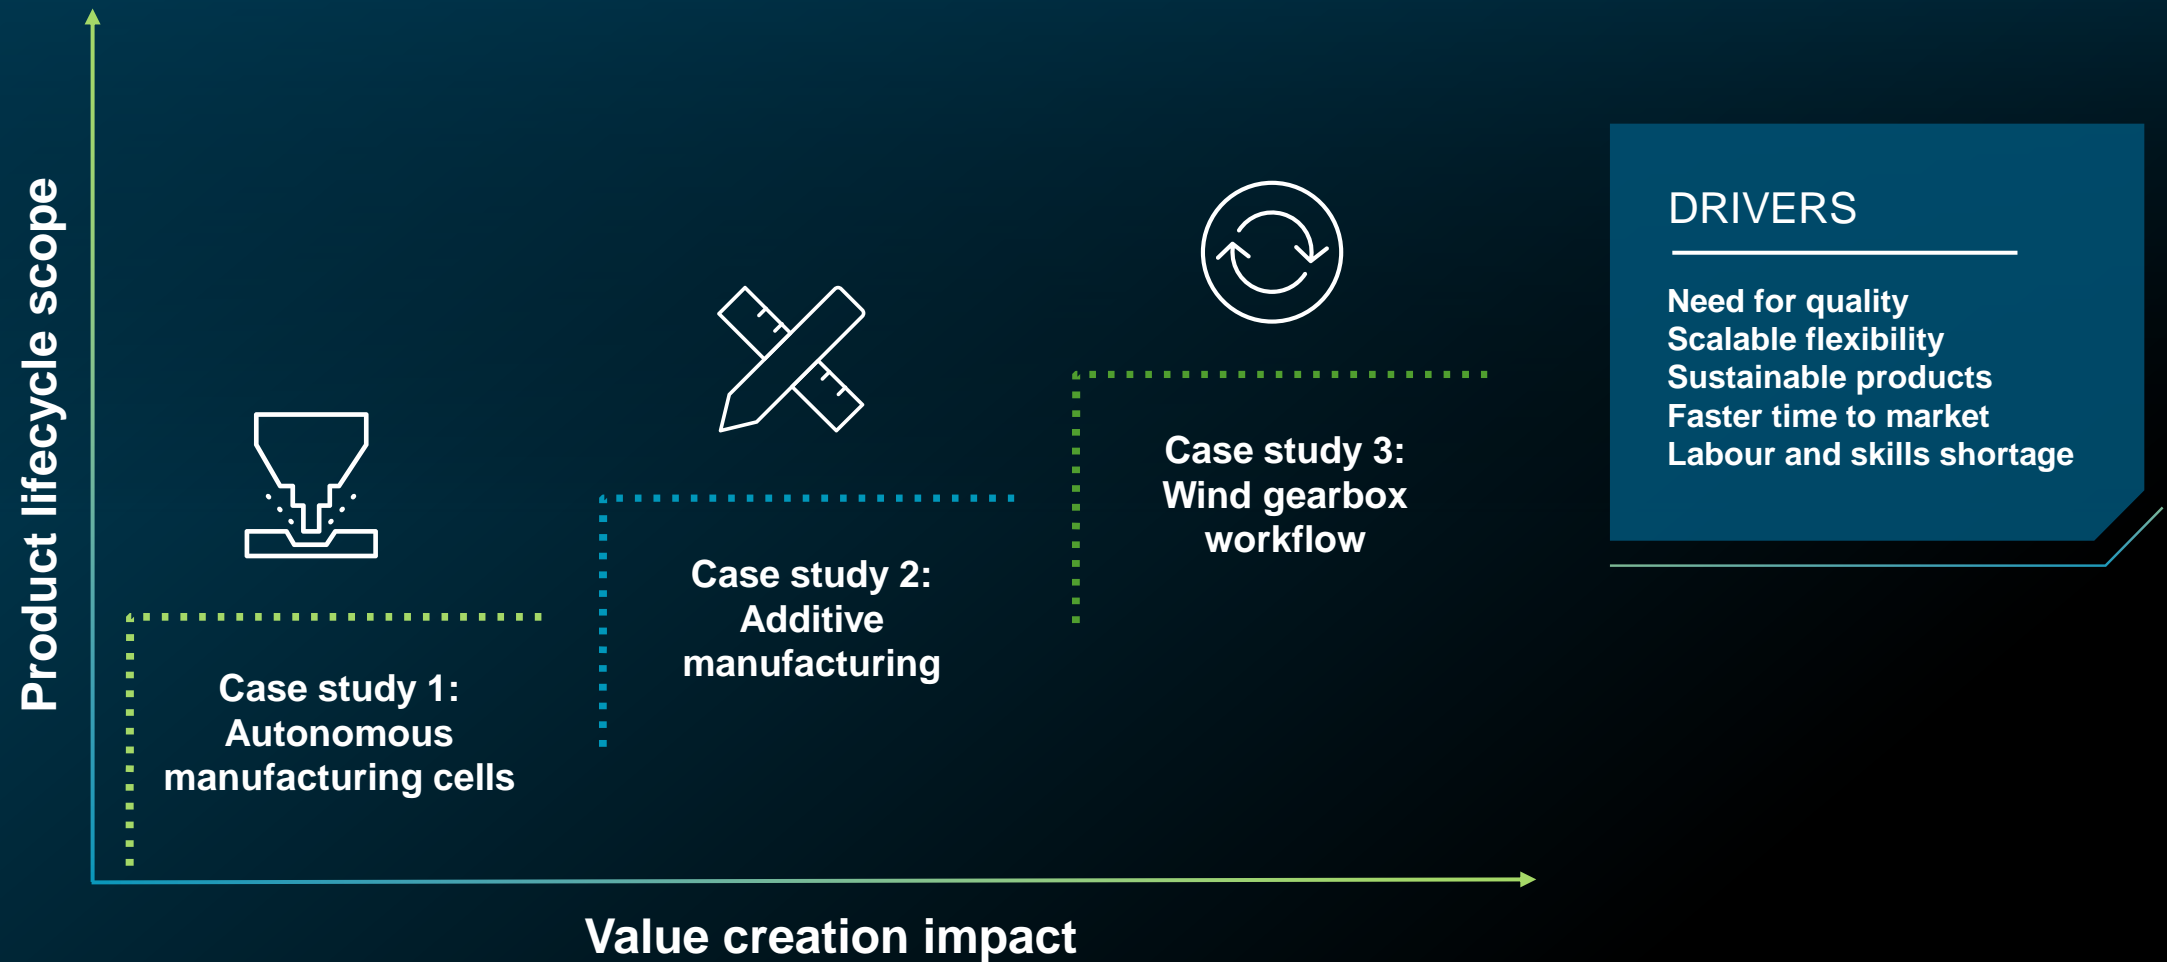 Product lifecycle scope
Case study 1:
Autonomous
manufacturing cells
Case study 2:
Additive
manufacturing
Case study 3:
Wind gearbox
workflow
Value creation impact
DRIVERS
Need for quality
Scalable flexibility
Sustainable products
Faster time to market
Labour and skills shortage